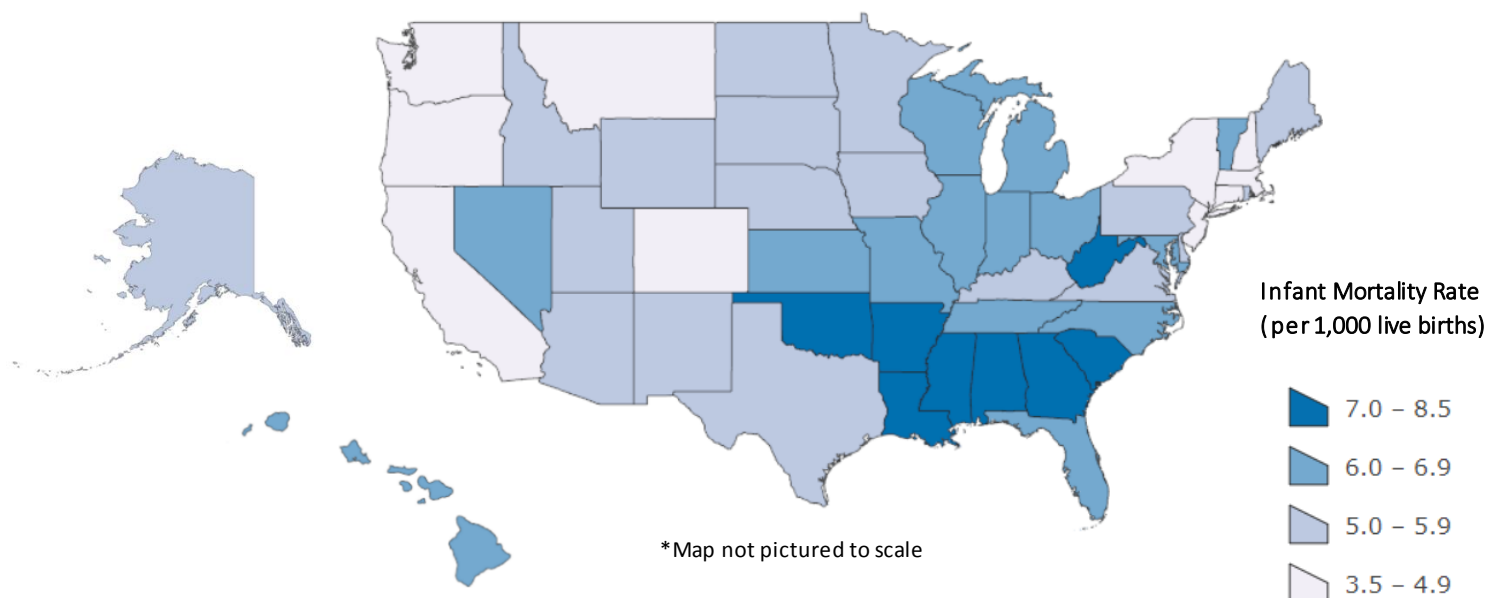 Infant Mortality Rate
(per 1,000 live births)
7.0 – 8.5
6.0 – 6.9
5.0 – 5.9
3.5 – 4.9
*Map not pictured to scale